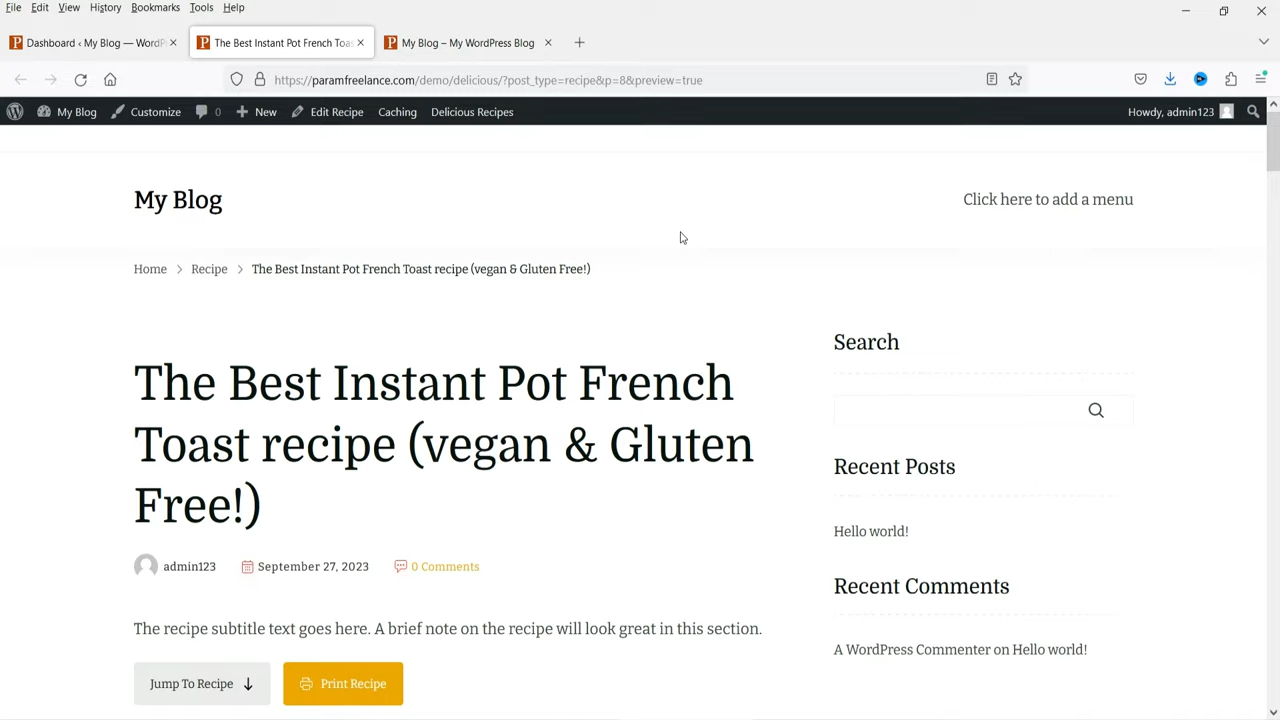 File Edit View History Bookmarks Tools Help
Dashboard ‹ My Blog — WordP
The Best Instant Pot French Toas
My Blog – My WordPress Blog
https://paramfreelance.com/demo/delicious/?post_type=recipe&p=8&preview=true
My Blog Customize 0 New Edit Recipe Caching Delicious Recipes Howdy, admin123
My Blog
Click here to add a menu
Home Recipe The Best Instant Pot French Toast recipe (vegan & Gluten Free!)
The Best Instant Pot French
Toast recipe (vegan & Gluten
Free!)
admin123 September 27, 2023 0 Comments
The recipe subtitle text goes here. A brief note on the recipe will look great in this section.
Jump To Recipe Print Recipe
Search
Recent Posts
Hello world!
Recent Comments
A WordPress Commenter on Hello world!